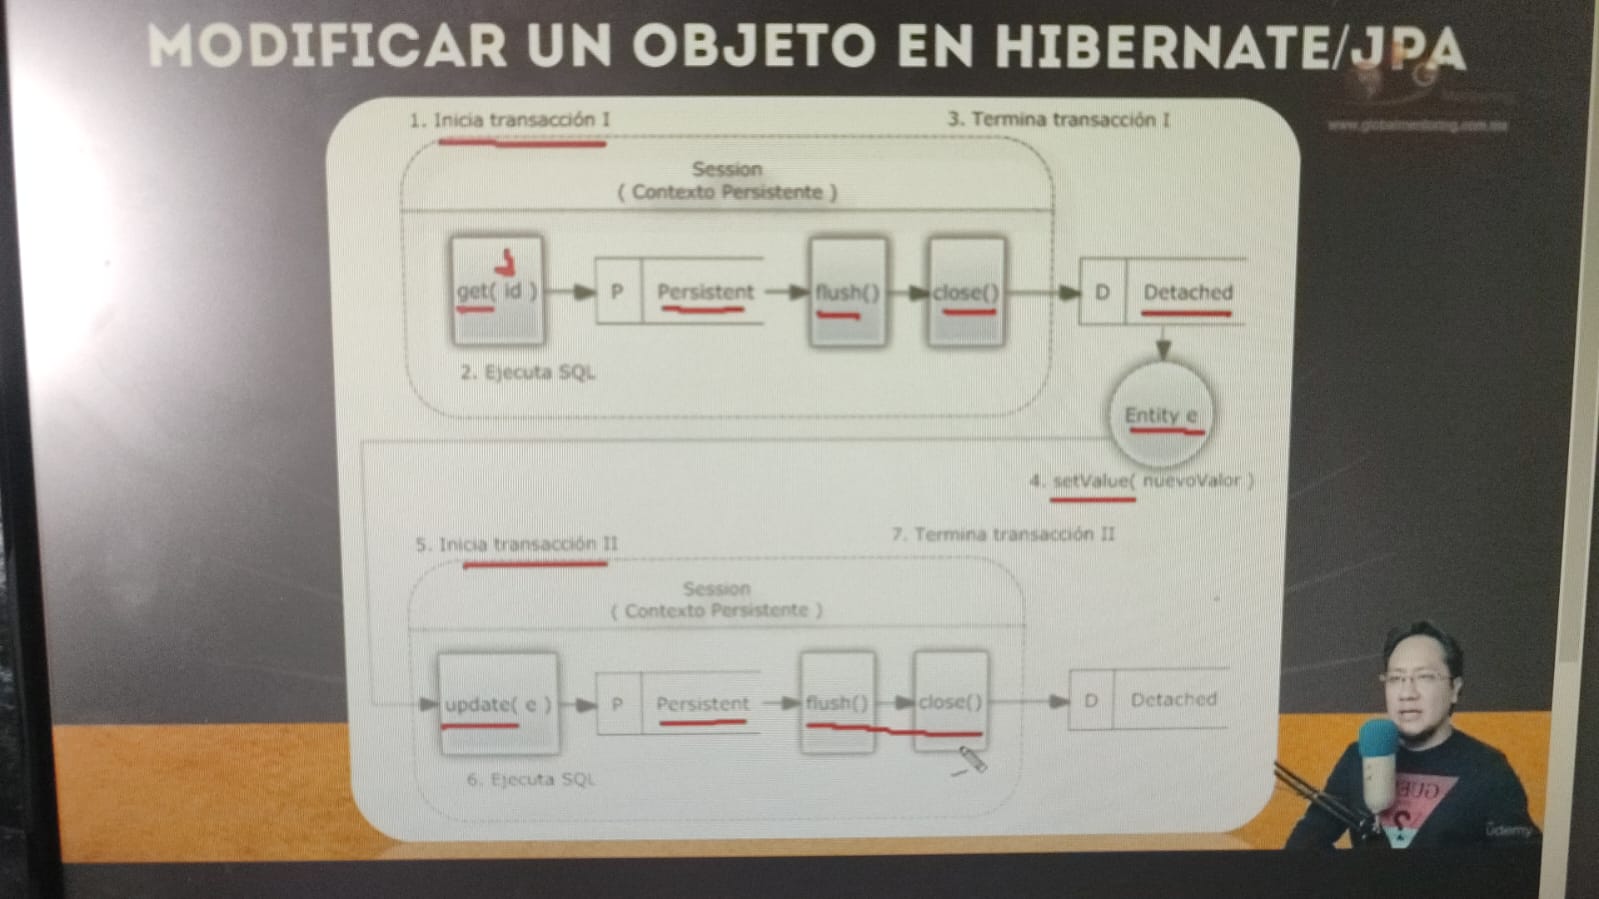 MODIFICAR UN OBJETO EN HIBERNATE/JPA
www.globalmentoring.com.mx
1. Inicia transacción I
3. Termina transacción I
Session
( Contexto Persistente )
get( id )
P
Persistent
flush()
close()
D
Detached
2. Ejecuta SQL
Entity e
4. setValue( nuevoValor )
5. Inicia transacción II
7. Termina transacción II
Session
( Contexto Persistente )
update( e )
P
Persistent
flush()
close()
D
Detached
6. Ejecuta SQL
ûdemy